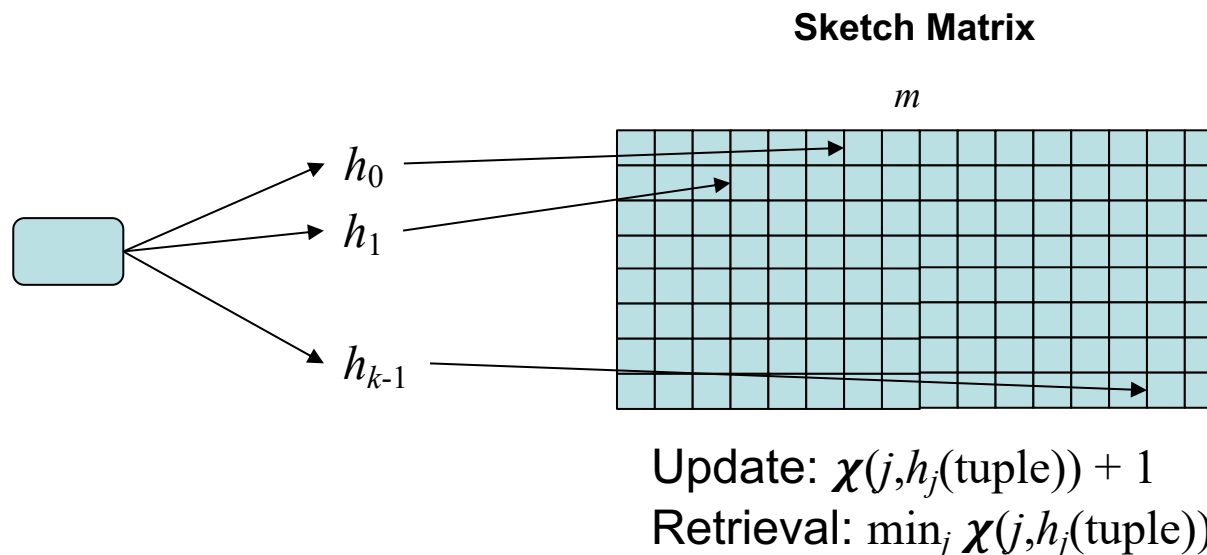 Sketch Matrix
m
h₀
h₁
hₖ₋₁
Update: χ(j,hⱼ(tuple)) + 1
Retrieval: minⱼ χ(j,hⱼ(tuple))